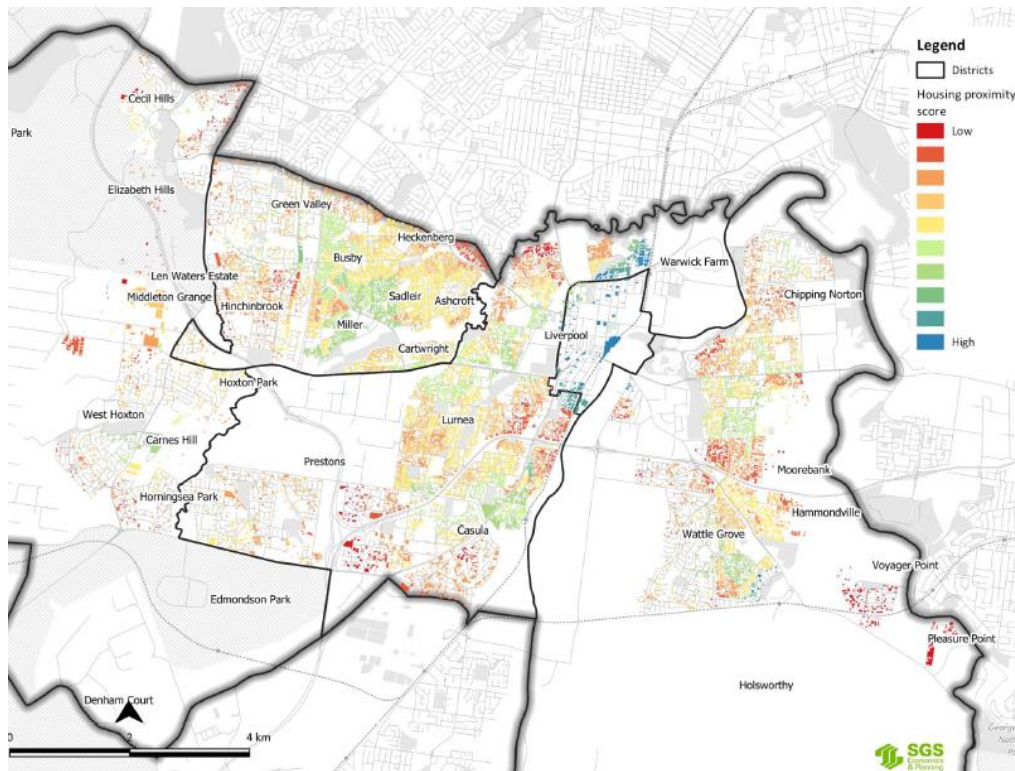 Legend
Districts
Housing proximity
score
Low
High
Cecil Hills
Park
Elizabeth Hills
Green Valley
Heckenberg
Busby
Warwick Farm
Len Waters Estate
Middleton Grange
Hinchinbrook
Sadleir
Ashcroft
Chipping Norton
Miller
Liverpool
Cartwright
Hoxton Park
West Hoxton
Lurnea
Carnes Hill
Prestons
Moorebank
Horningsea Park
Hammondville
Casula
Wattle Grove
Voyager Point
Edmondson Park
Pleasure Point
Holsworthy
Denham Court
0 2 4 km
George
Nat
SGS
Economics
& Planning